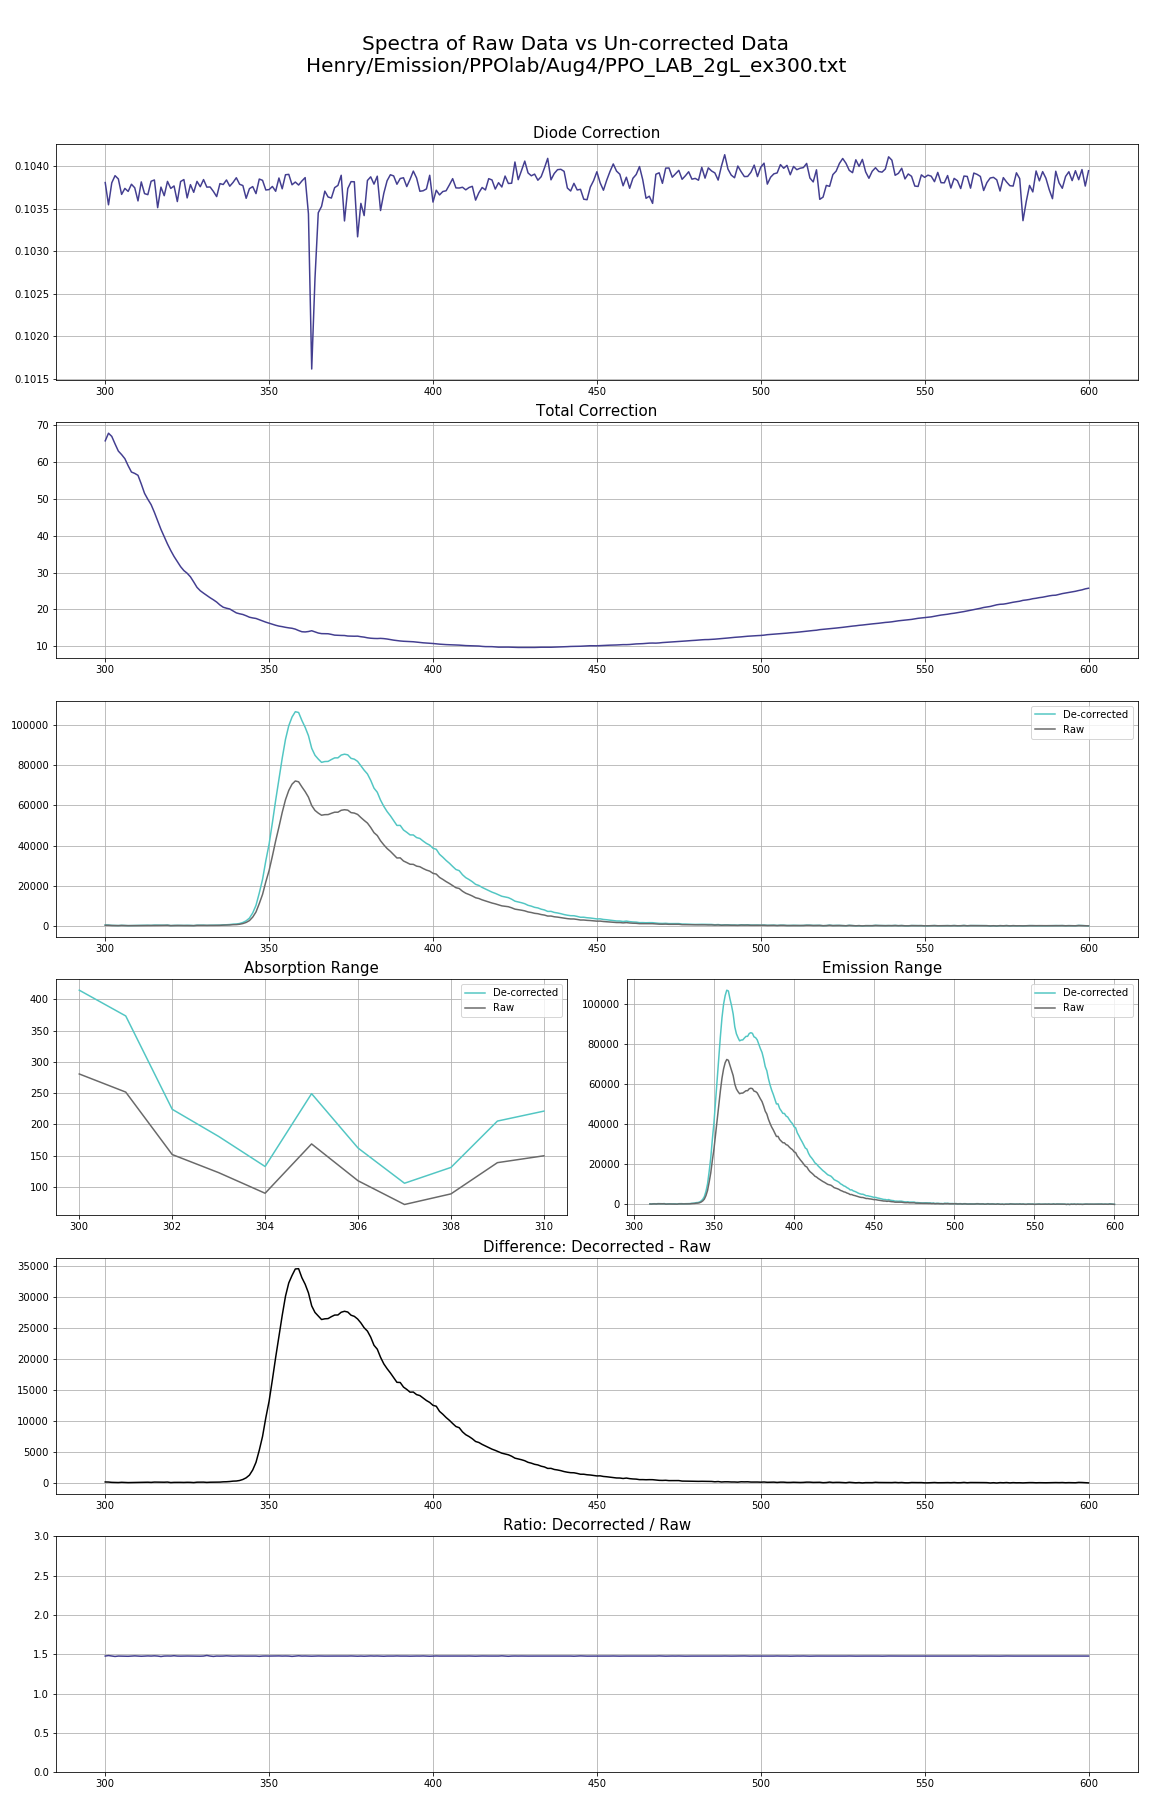 Spectra of Raw Data vs Un-corrected Data
Henry/Emission/PPOlab/Aug4/PPO_LAB_2gL_ex300.txt
Diode Correction
0.1040
0.1035
0.1030
0.1025
0.1020
0.1015
300 350 400 450 500 550 600
Total Correction
70
60
50
40
30
20
10
300 350 400 450 500 550 600
De-corrected
Raw
100000
80000
60000
40000
20000
0
300 350 400 450 500 550 600
Absorption Range
De-corrected
Raw
400
350
300
250
200
150
100
300 302 304 306 308 310
Emission Range
De-corrected
Raw
100000
80000
60000
40000
20000
0
300 350 400 450 500 550 600
Difference: Decorrected - Raw
35000
30000
25000
20000
15000
10000
5000
0
300 350 400 450 500 550 600
Ratio: Decorrected / Raw
3.0
2.5
2.0
1.5
1.0
0.5
0.0
300 350 400 450 500 550 600